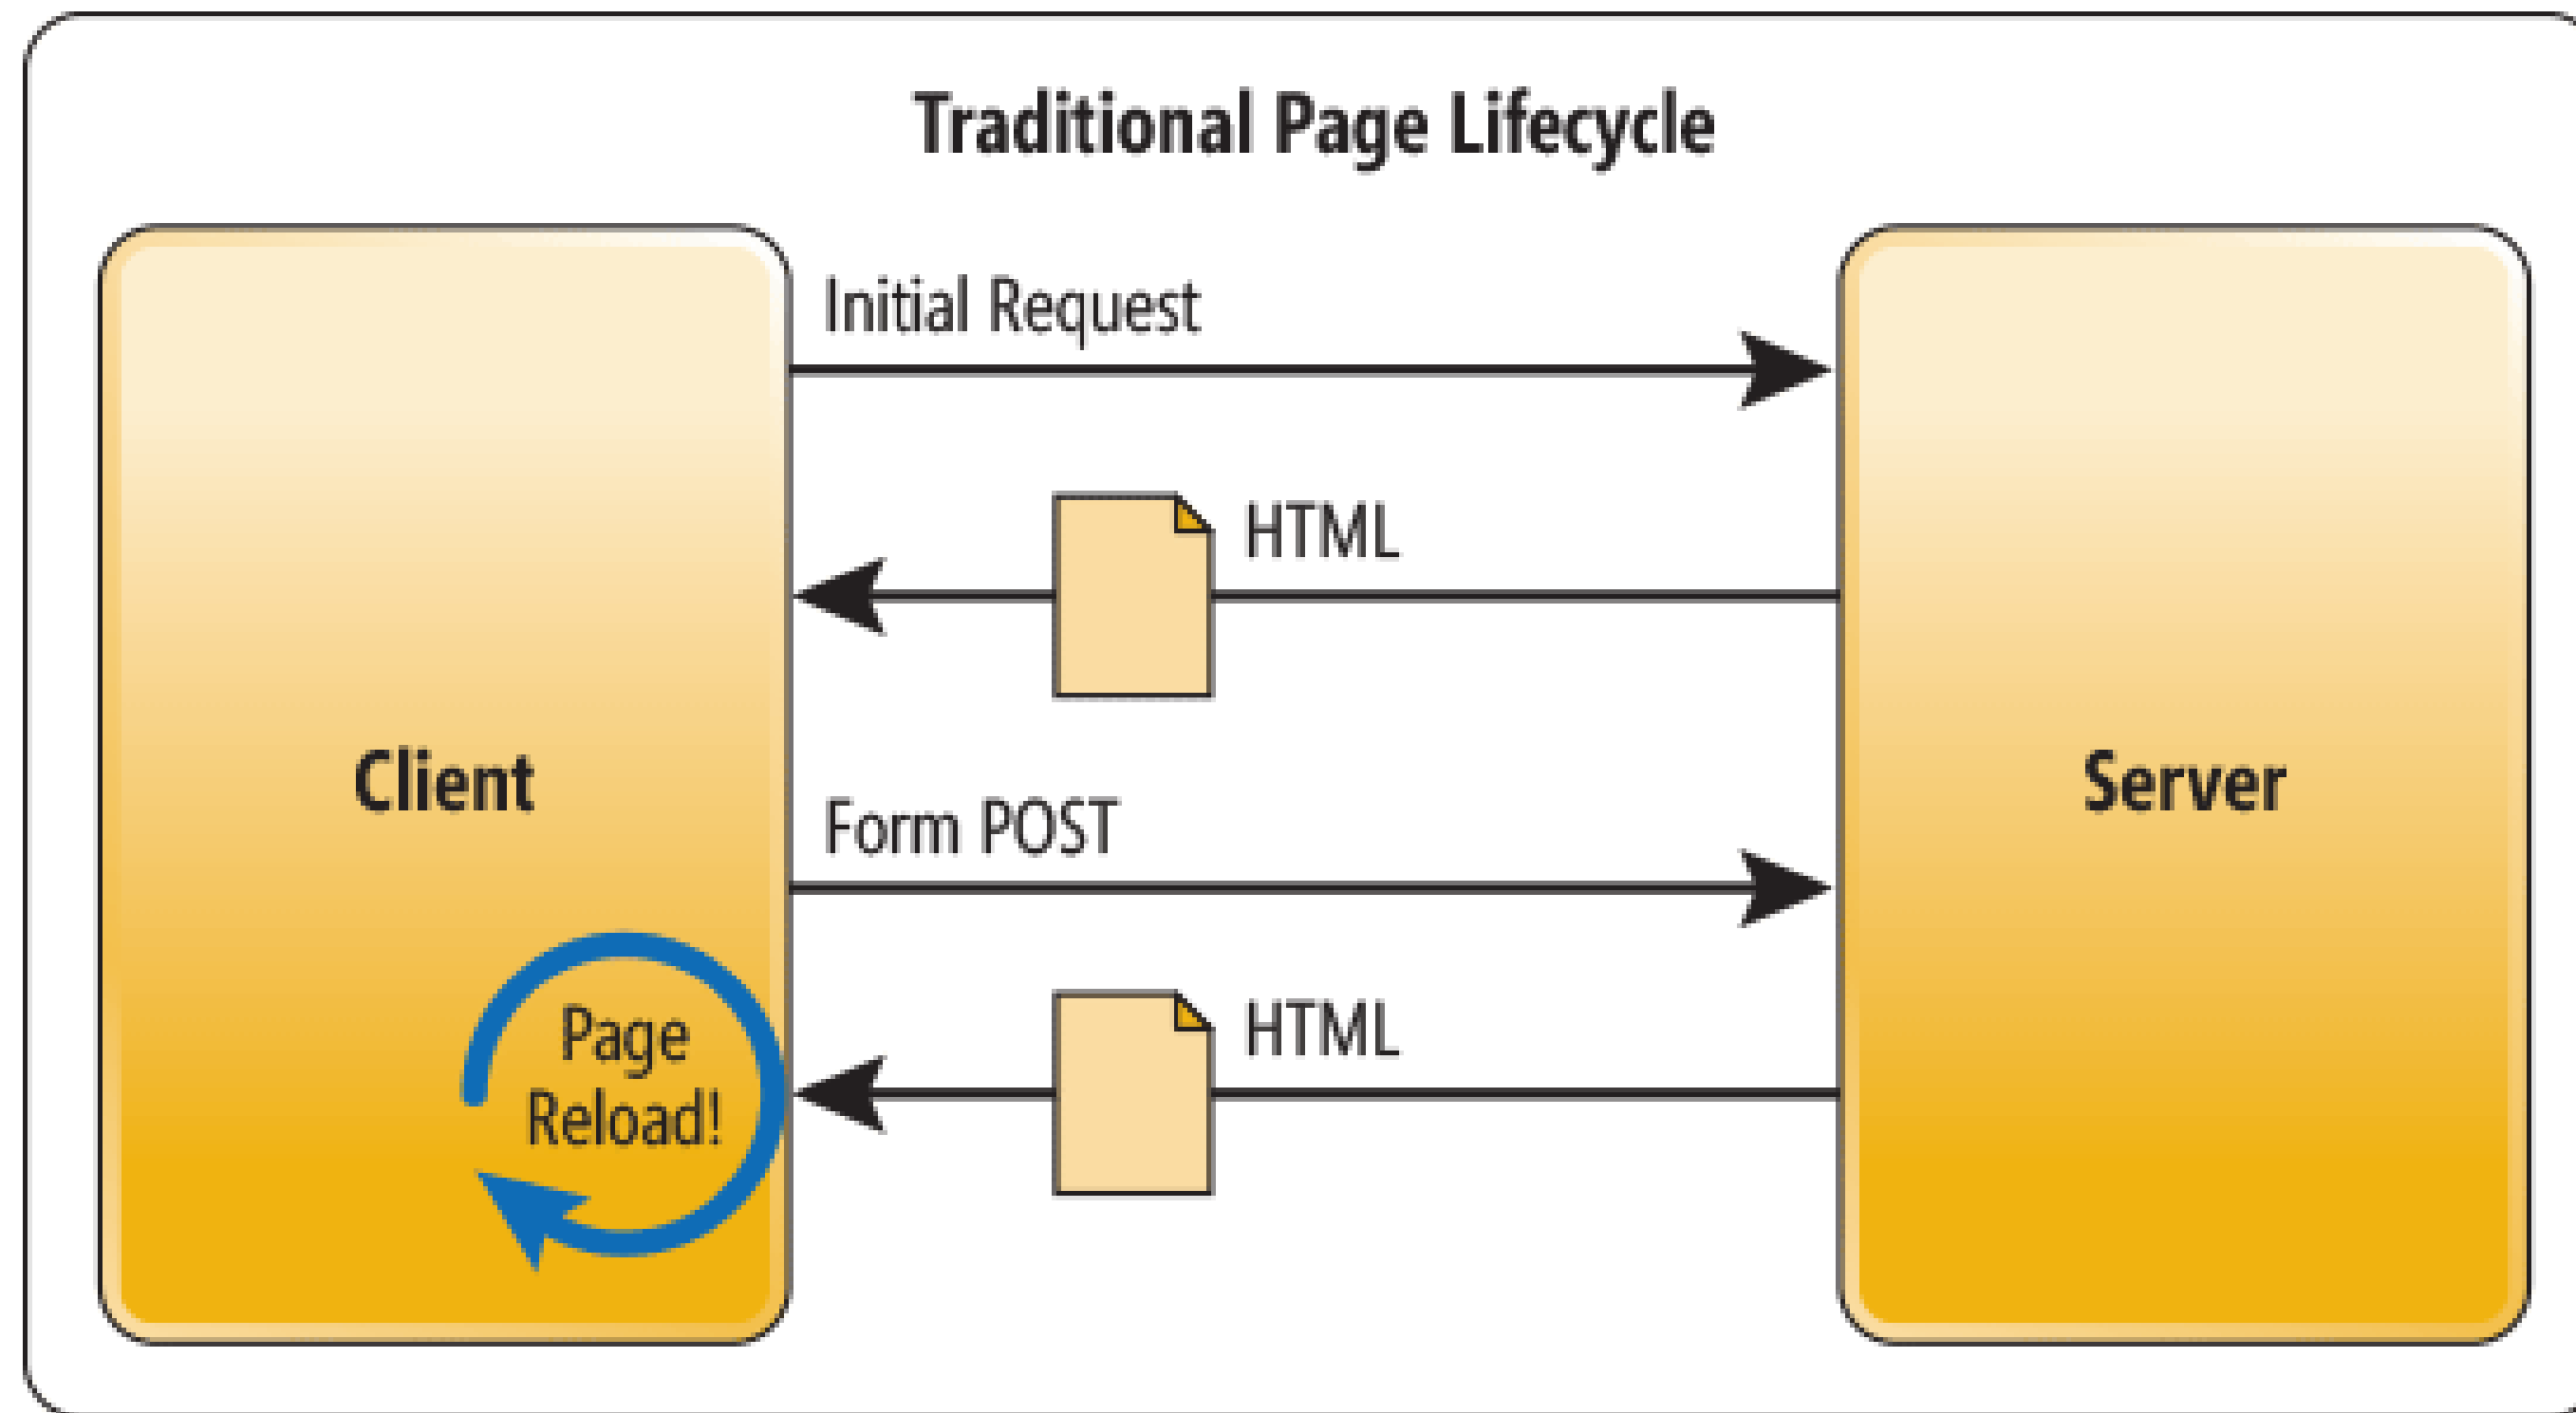 Traditional Page Lifecycle
Initial Request
HTML
Client
Server
Form POST
Page
Reload!
HTML